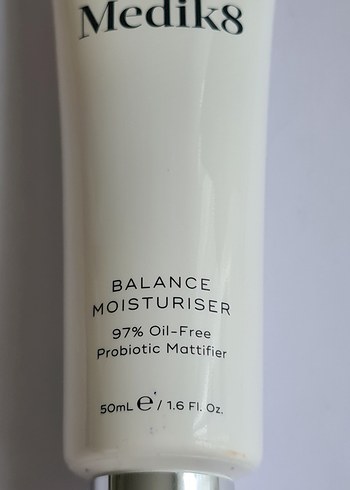 Medik8
BALANCE
MOISTURISER
97% Oil-Free
Probiotic Mattifier
50mL ℮ / 1.6 Fl. Oz.